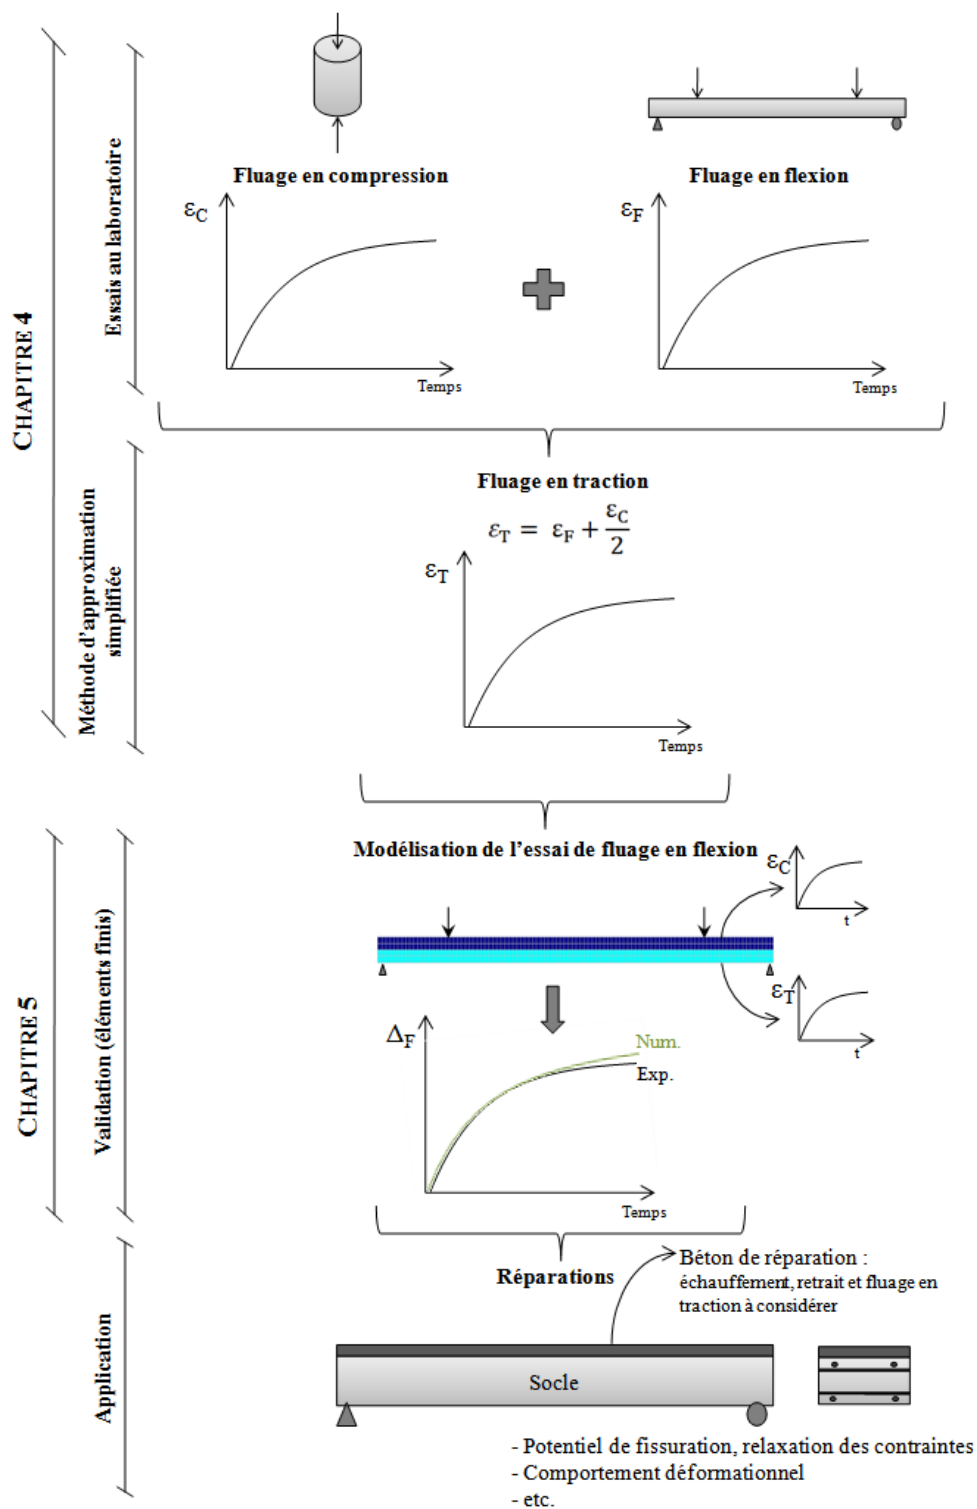 CHAPITRE 4
Essais au laboratoire
Fluage en compression
εC
Temps
Fluage en flexion
εF
Temps
Méthode d'approximation
simplifiée
Fluage en traction
εT = εF + εC/2
εT
Temps
CHAPITRE 5
Validation (éléments finis)
Modélisation de l'essai de fluage en flexion
εC
t
εT
t
ΔF
Num.
Exp.
Temps
Application
Réparations
Béton de réparation :
échauffement, retrait et fluage en
traction à considérer
Socle
- Potentiel de fissuration, relaxation des contraintes
- Comportement déformationnel
- etc.